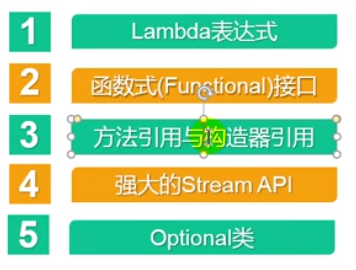 1 Lambda表达式
2 函数式(Functional)接口
3 方法引用与构造器引用
4 强大的Stream API
5 Optional类